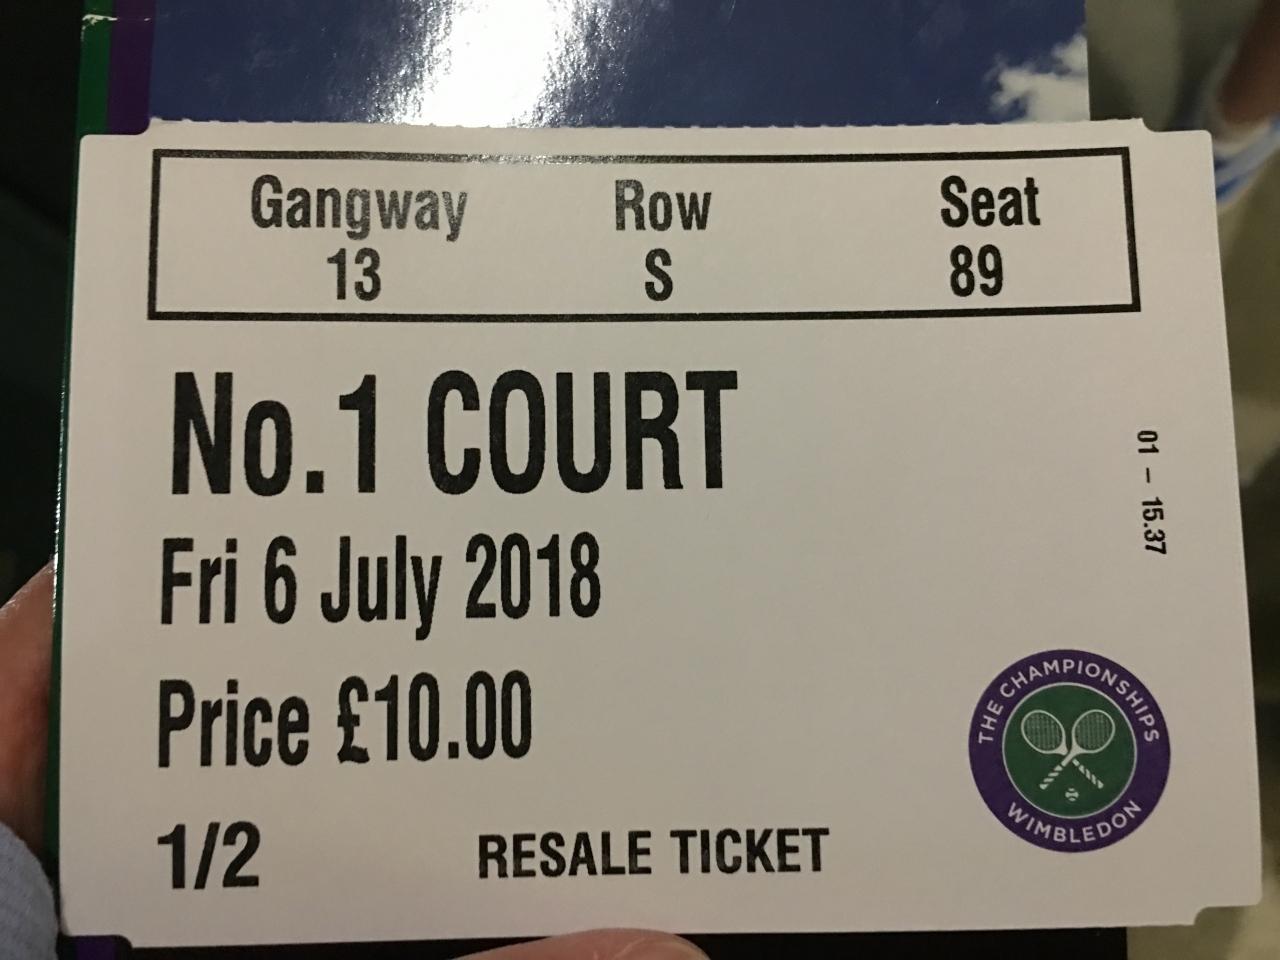 Gangway Row Seat
13 S 89
No.1 COURT
Fri 6 July 2018
Price £10.00
1/2 RESALE TICKET
01 – 15.37
THE CHAMPIONSHIPS
WIMBLEDON